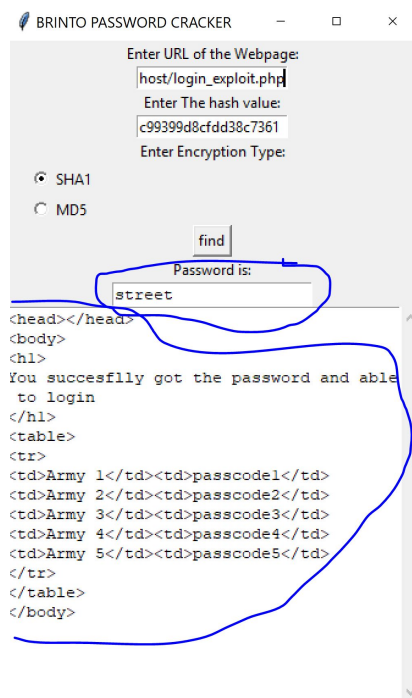 BRINTO PASSWORD CRACKER
Enter URL of the Webpage:
host/login_exploit.php
Enter The hash value:
c99399d8cfdd38c7361
Enter Encryption Type:
SHA1
MD5
find
Password is:
street
<head></head>
<body>
<h1>
You succesflly got the password and able
to login
</h1>
<table>
<tr>
<td>Army 1</td><td>passcode1</td>
<td>Army 2</td><td>passcode2</td>
<td>Army 3</td><td>passcode3</td>
<td>Army 4</td><td>passcode4</td>
<td>Army 5</td><td>passcode5</td>
</tr>
</table>
</body>